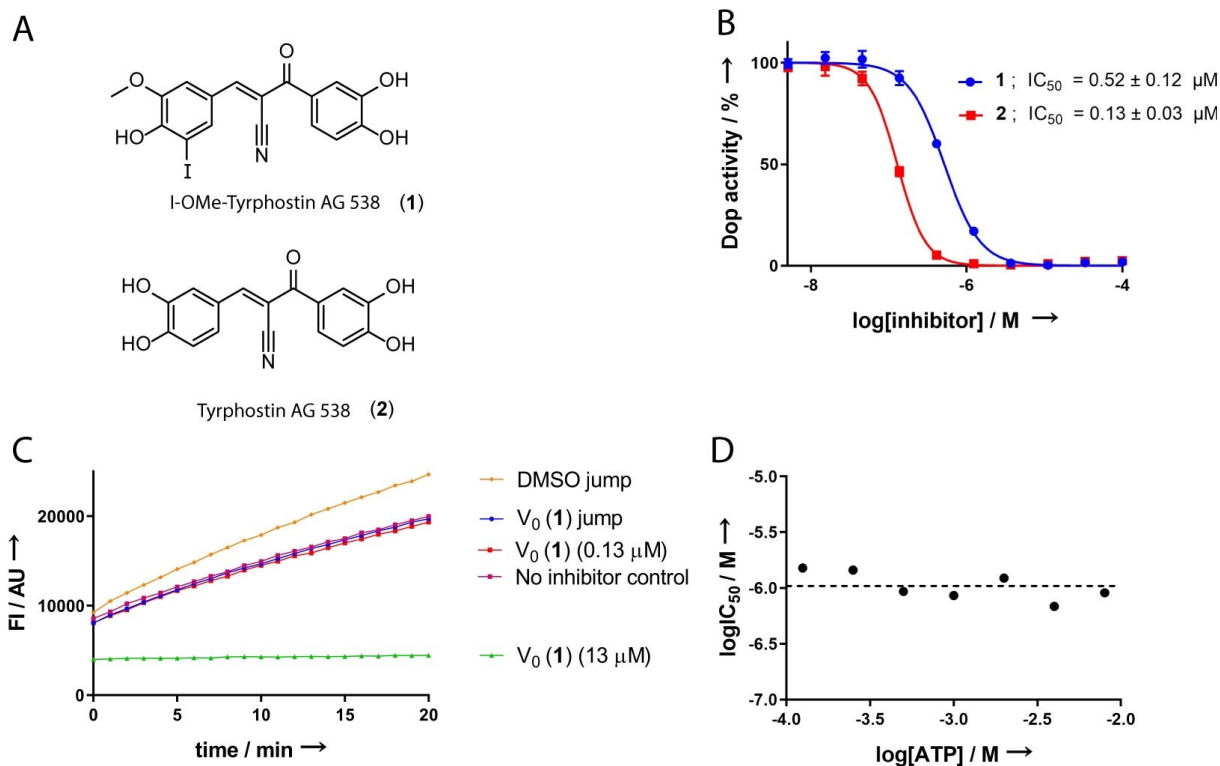 A
O
O
OH
HO
OH
I
N
I-OMe-Tyrphostin AG 538 (1)
O
HO
OH
HO
OH
N
Tyrphostin AG 538 (2)
B
Dop activity / % →
100
50
0
1 ; IC50 = 0.52 ± 0.12 μM
2 ; IC50 = 0.13 ± 0.03 μM
-8
-6
-4
log[inhibitor] / M →
C
FI / AU →
20000
10000
0
0
5
10
15
20
time / min →
DMSO jump
V0 (1) jump
V0 (1) (0.13 μM)
No inhibitor control
V0 (1) (13 μM)
D
logIC50 / M →
-5.0
-5.5
-6.0
-6.5
-7.0
-4.0
-3.5
-3.0
-2.5
-2.0
log[ATP] / M →